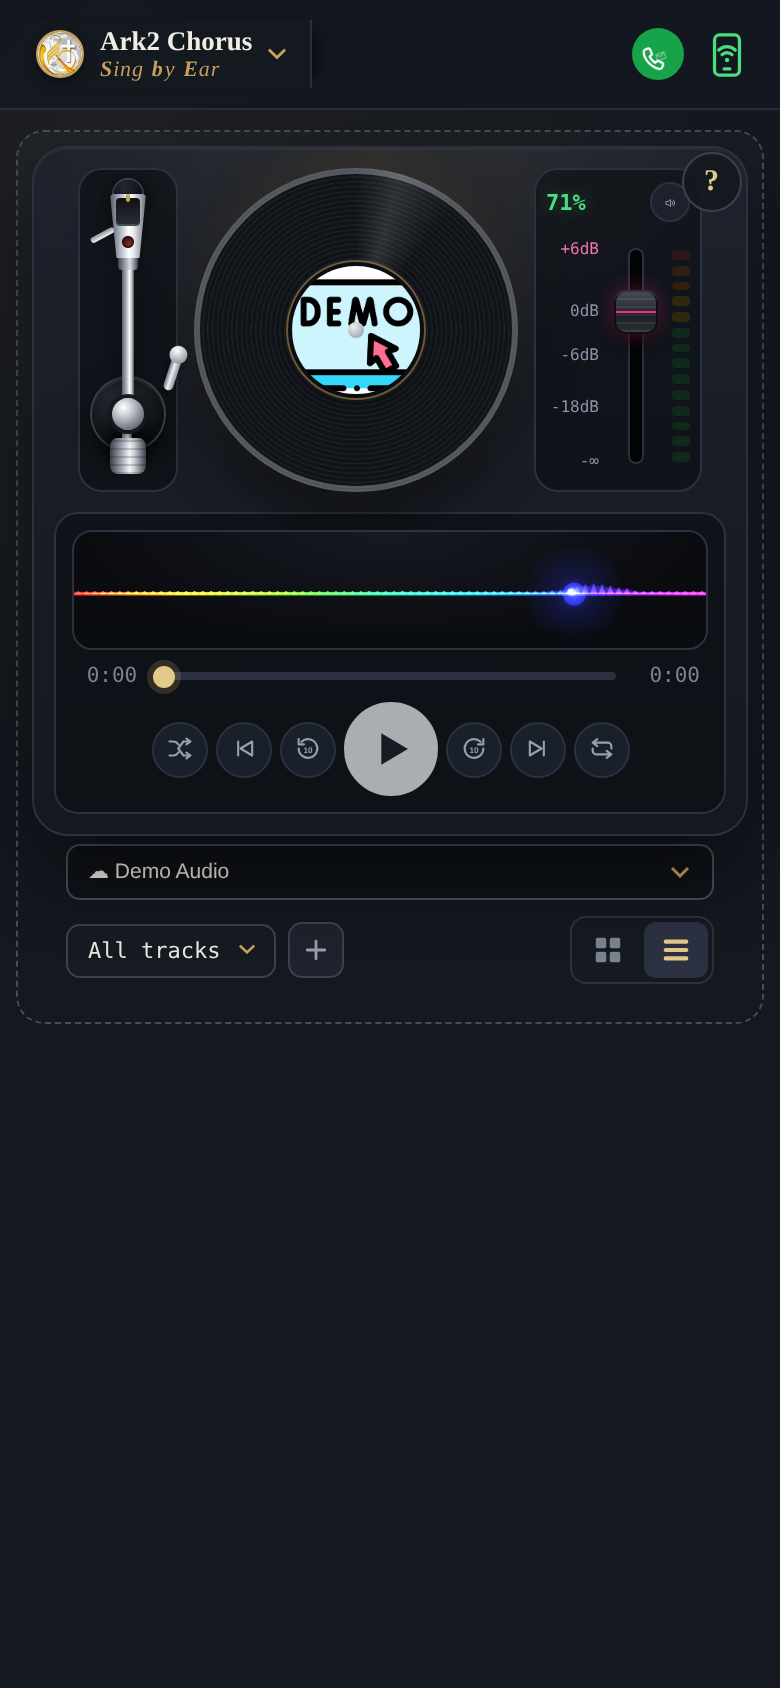 Ark2 Chorus
Sing by Ear
?
71%
+6dB
0dB
-6dB
-18dB
-∞
DEMO
0:00
0:00
10
10
Demo Audio
All tracks